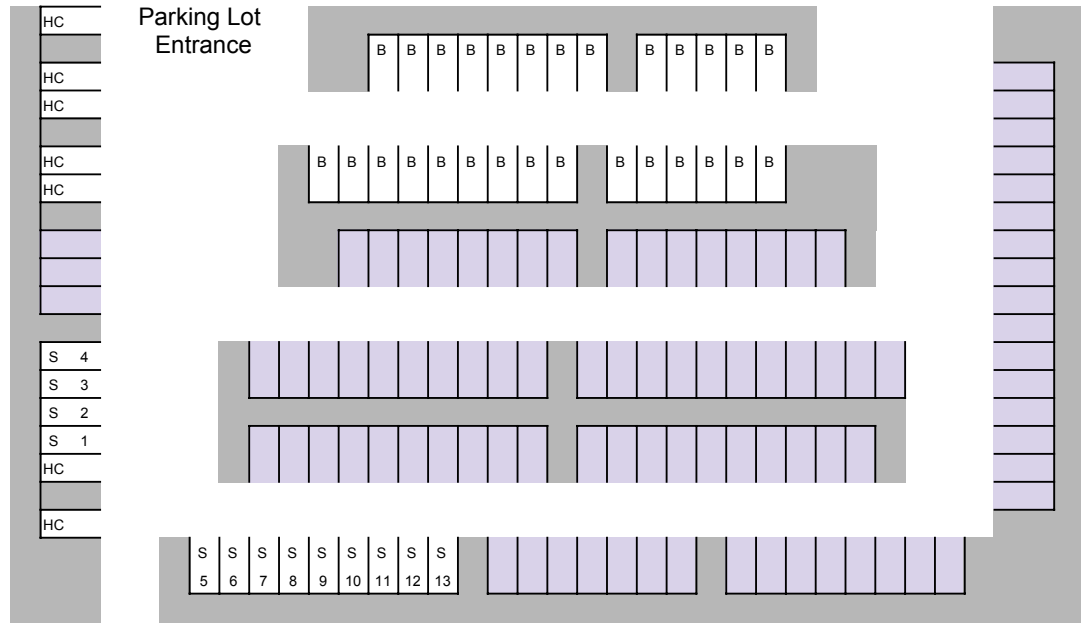 HC
Parking Lot
Entrance
B B B B B B B B B B B B B
HC
HC
HC
B B B B B B B B B B B B B B B
HC
S 4
S 3
S 2
S 1
HC
HC
S S S S S S S S S
5 6 7 8 9 10 11 12 13